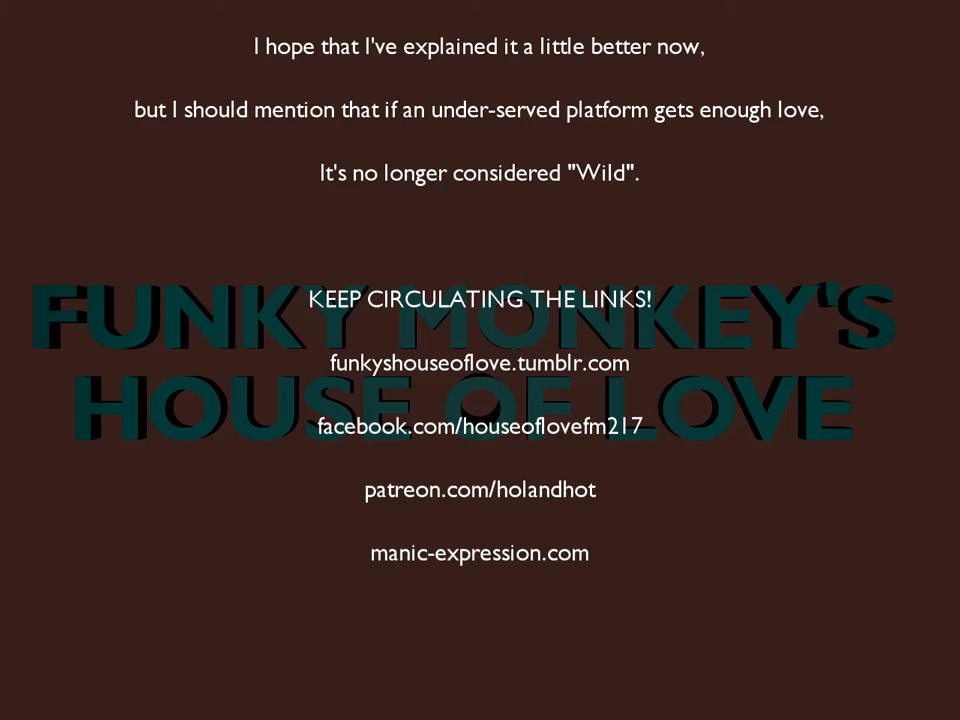 I hope that I've explained it a little better now,
but I should mention that if an under-served platform gets enough love,
It's no longer considered "Wild".
FUNKY MONKEY'S
HOUSE OF LOVE
KEEP CIRCULATING THE LINKS!
funkyshouseoflove.tumblr.com
facebook.com/houseoflovefm217
patreon.com/holandhot
manic-expression.com